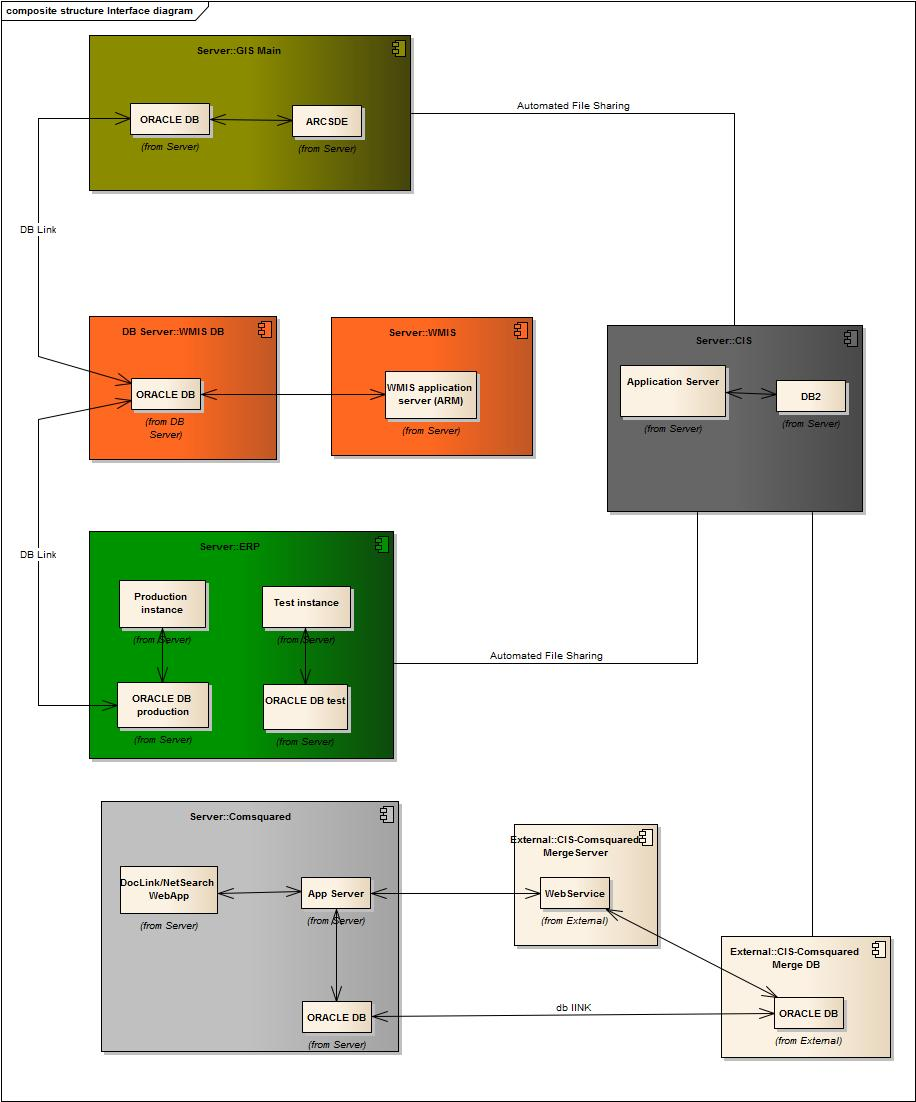 composite structure Interface diagram
Server::GIS Main
Automated File Sharing
ORACLE DB
ARCSDE
(from Server)
(from Server)
DB Link
DB Server::WMIS DB
Server::WMIS
Server::CIS
ORACLE DB
(from DB
Server)
WMIS application
server (ARM)
(from Server)
Application Server
(from Server)
DB2
(from Server)
DB Link
Server::ERP
Production
instance
(from Server)
Test instance
(from Server)
Automated File Sharing
ORACLE DB
production
(from Server)
ORACLE DB test
(from Server)
Server::Comsquared
DocLink/NetSearch
WebApp
(from Server)
App Server
(from Server)
ORACLE DB
(from Server)
External::CIS-Comsquared
MergeServer
WebService
(from External)
External::CIS-Comsquared
Merge DB
db lINK
ORACLE DB
(from External)